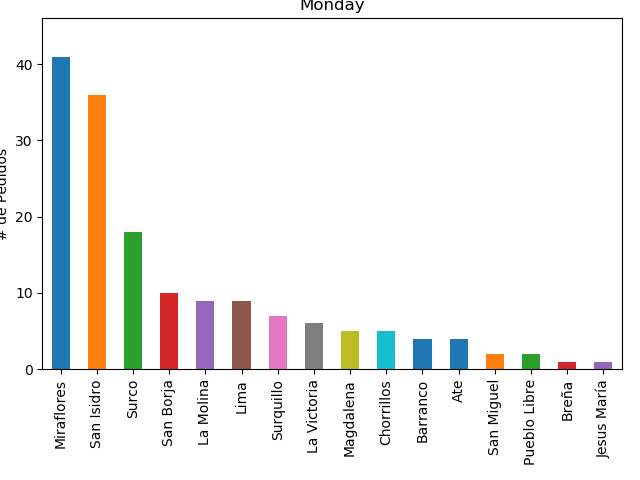 Monday
# de Pedidos
40
30
20
10
0
Miraflores
San Isidro
Surco
San Borja
La Molina
Lima
Surquillo
La Victoria
Magdalena
Chorrillos
Barranco
Ate
San Miguel
Pueblo Libre
Breña
Jesus María